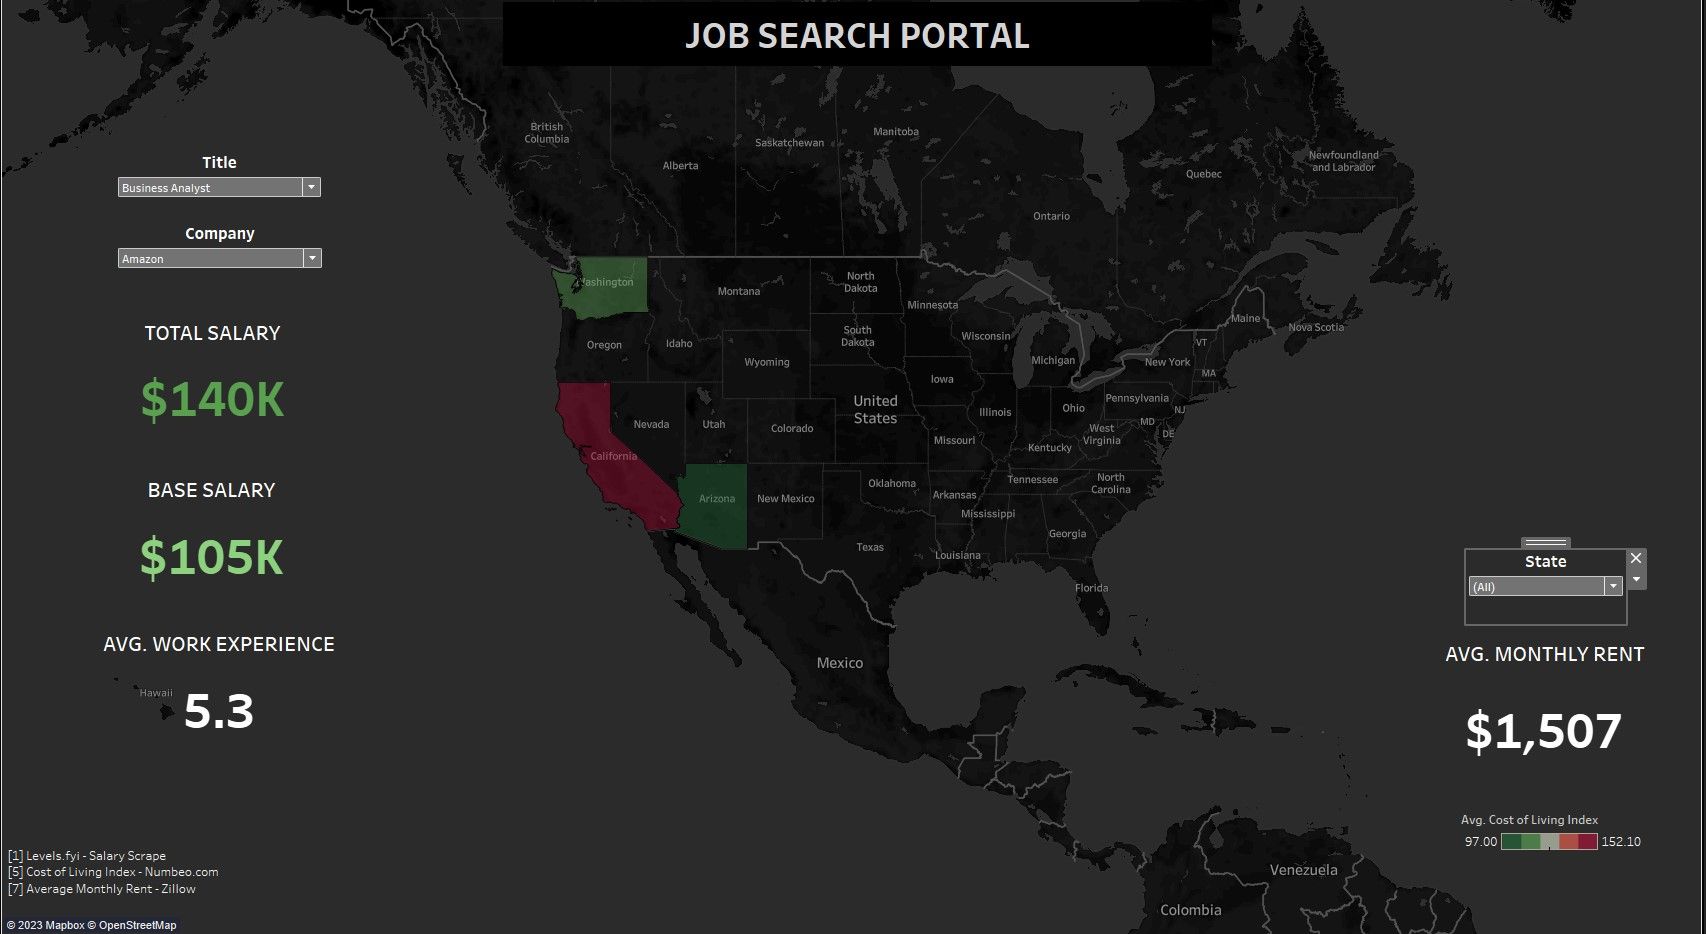 JOB SEARCH PORTAL
Title
Business Analyst
Company
Amazon
TOTAL SALARY
$140K
BASE SALARY
$105K
AVG. WORK EXPERIENCE
Hawaii
5.3
[1] Levels.fyi - Salary Scrape
[5] Cost of Living Index - Numbeo.com
[7] Average Monthly Rent - Zillow
© 2023 Mapbox © OpenStreetMap
British
Columbia
Alberta
Saskatchewan
Manitoba
Ontario
Quebec
Newfoundland
and Labrador
Nova Scotia
ashington
Montana
North
Dakota
Minnesota
Maine
Oregon
Idaho
South
Dakota
Wisconsin
Michigan
VT
New York
MA
Wyoming
Iowa
Pennsylvania
NJ
Nevada
Utah
Colorado
United
States
Illinois
Ohio
MD
DE
West
Virginia
California
Missouri
Kentucky
Arizona
New Mexico
Oklahoma
Arkansas
Tennessee
North
Carolina
Mississippi
Georgia
Texas
Louisiana
Florida
Mexico
Venezuela
Colombia
State
(All)
AVG. MONTHLY RENT
$1,507
Avg. Cost of Living Index
97.00
152.10